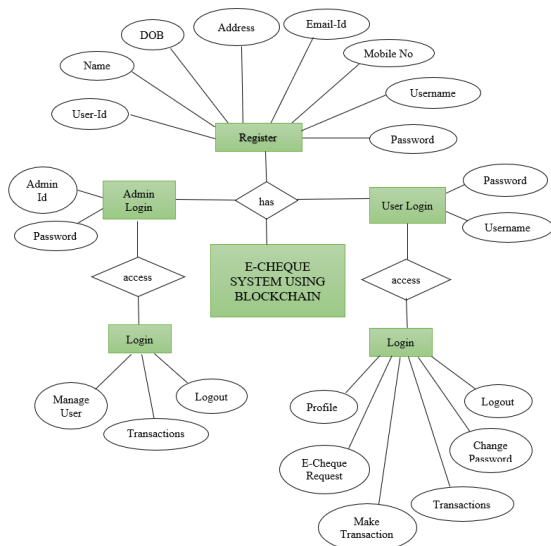 Address
Email-Id
DOB
Mobile No
Name
Username
User-Id
Register
Password
Admin
Id
Admin
Login
has
User Login
Password
Password
Username
E-CHEQUE
SYSTEM USING
BLOCKCHAIN
access
access
Login
Login
Manage
User
Logout
Transactions
Profile
Logout
E-Cheque
Request
Change
Password
Transactions
Make
Transaction